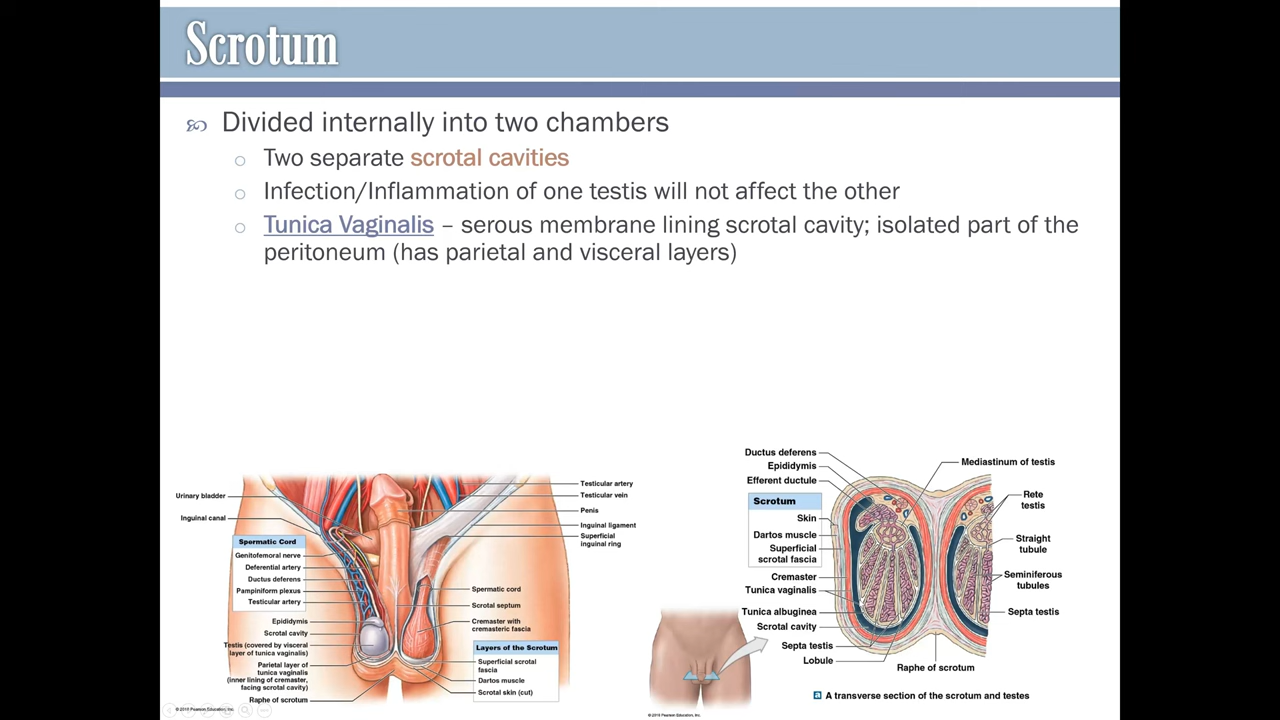 Scrotum
Divided internally into two chambers
Two separate scrotal cavities
Infection/Inflammation of one testis will not affect the other
Tunica Vaginalis – serous membrane lining scrotal cavity; isolated part of the
peritoneum (has parietal and visceral layers)
Urinary bladder
Inguinal canal
Spermatic Cord
Genitofemoral nerve
Deferential artery
Ductus deferens
Pampiniform plexus
Testicular artery
Epididymis
Scrotal cavity
Testis (covered by visceral
layer of tunica vaginalis)
Parietal layer of
tunica vaginalis
(inner lining of cremaster,
facing scrotal cavity)
Raphe of scrotum
© 2018 Pearson Education, Inc.
Testicular artery
Testicular vein
Penis
Inguinal ligament
Superficial
inguinal ring
Spermatic cord
Scrotal septum
Cremaster with
cremasteric fascia
Layers of the Scrotum
Superficial scrotal
fascia
Dartos muscle
Scrotal skin (cut)
Ductus deferens
Epididymis
Efferent ductule
Scrotum
Skin
Dartos muscle
Superficial
scrotal fascia
Cremaster
Tunica vaginalis
Tunica albuginea
Scrotal cavity
Septa testis
Lobule
Mediastinum of testis
Rete
testis
Straight
tubule
Seminiferous
tubules
Septa testis
Raphe of scrotum
A transverse section of the scrotum and testes
© 2018 Pearson Education, Inc.